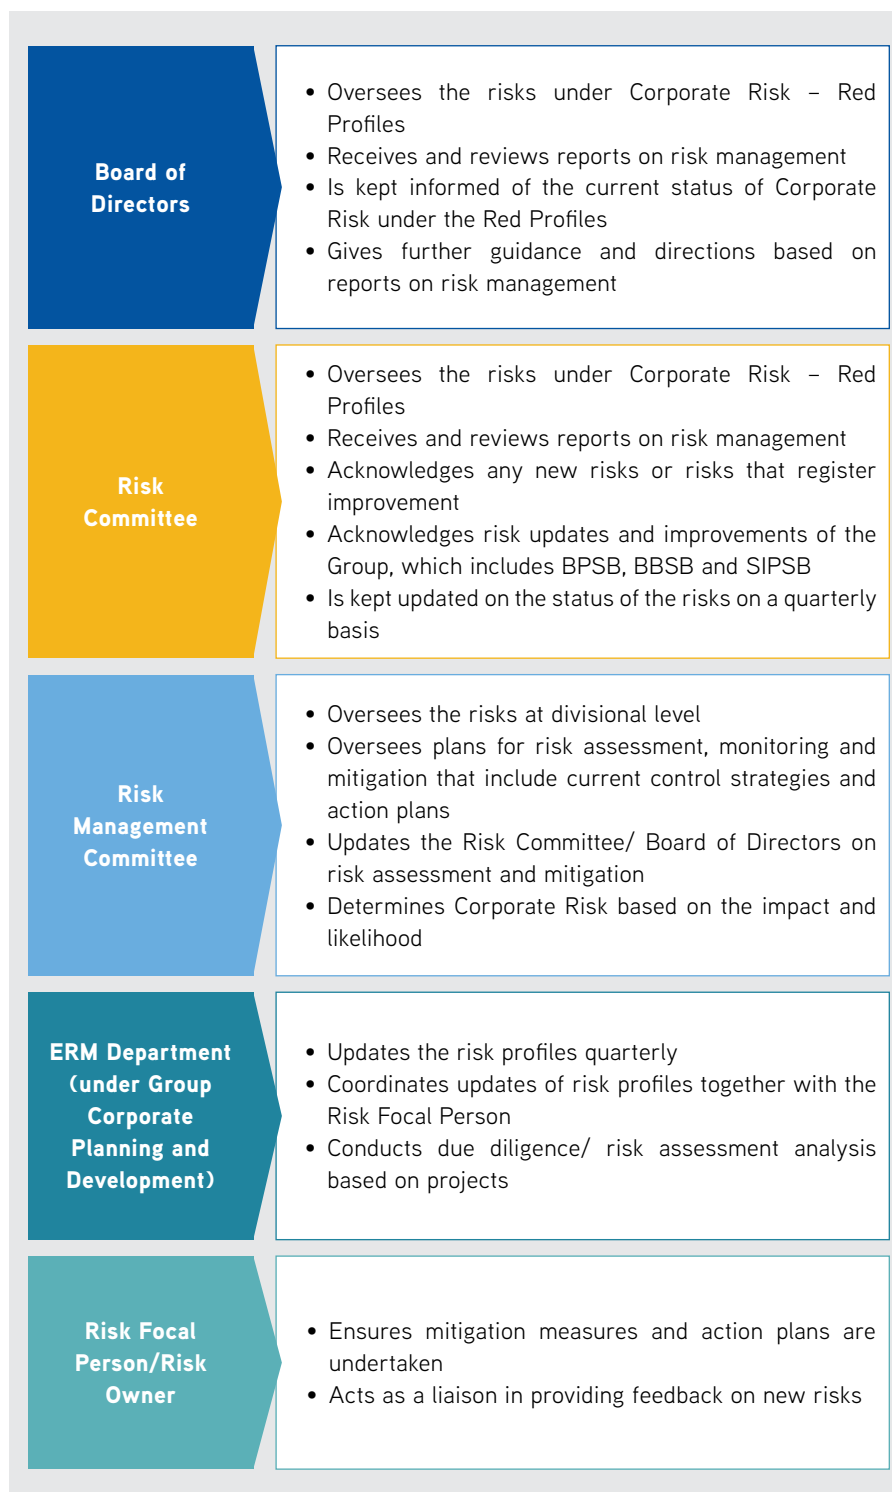 Board of
Directors
• Oversees the risks under Corporate Risk – Red
Profiles
• Receives and reviews reports on risk management
• Is kept informed of the current status of Corporate
Risk under the Red Profiles
• Gives further guidance and directions based on
reports on risk management
Risk
Committee
• Oversees the risks under Corporate Risk – Red
Profiles
• Receives and reviews reports on risk management
• Acknowledges any new risks or risks that register
improvement
• Acknowledges risk updates and improvements of the
Group, which includes BPSB, BBSB and SIPSB
• Is kept updated on the status of the risks on a quarterly
basis
Risk
Management
Committee
• Oversees the risks at divisional level
• Oversees plans for risk assessment, monitoring and
mitigation that include current control strategies and
action plans
• Updates the Risk Committee/ Board of Directors on
risk assessment and mitigation
• Determines Corporate Risk based on the impact and
likelihood
ERM Department
(under Group
Corporate
Planning and
Development)
• Updates the risk profiles quarterly
• Coordinates updates of risk profiles together with the
Risk Focal Person
• Conducts due diligence/ risk assessment analysis
based on projects
Risk Focal
Person/Risk
Owner
• Ensures mitigation measures and action plans are
undertaken
• Acts as a liaison in providing feedback on new risks